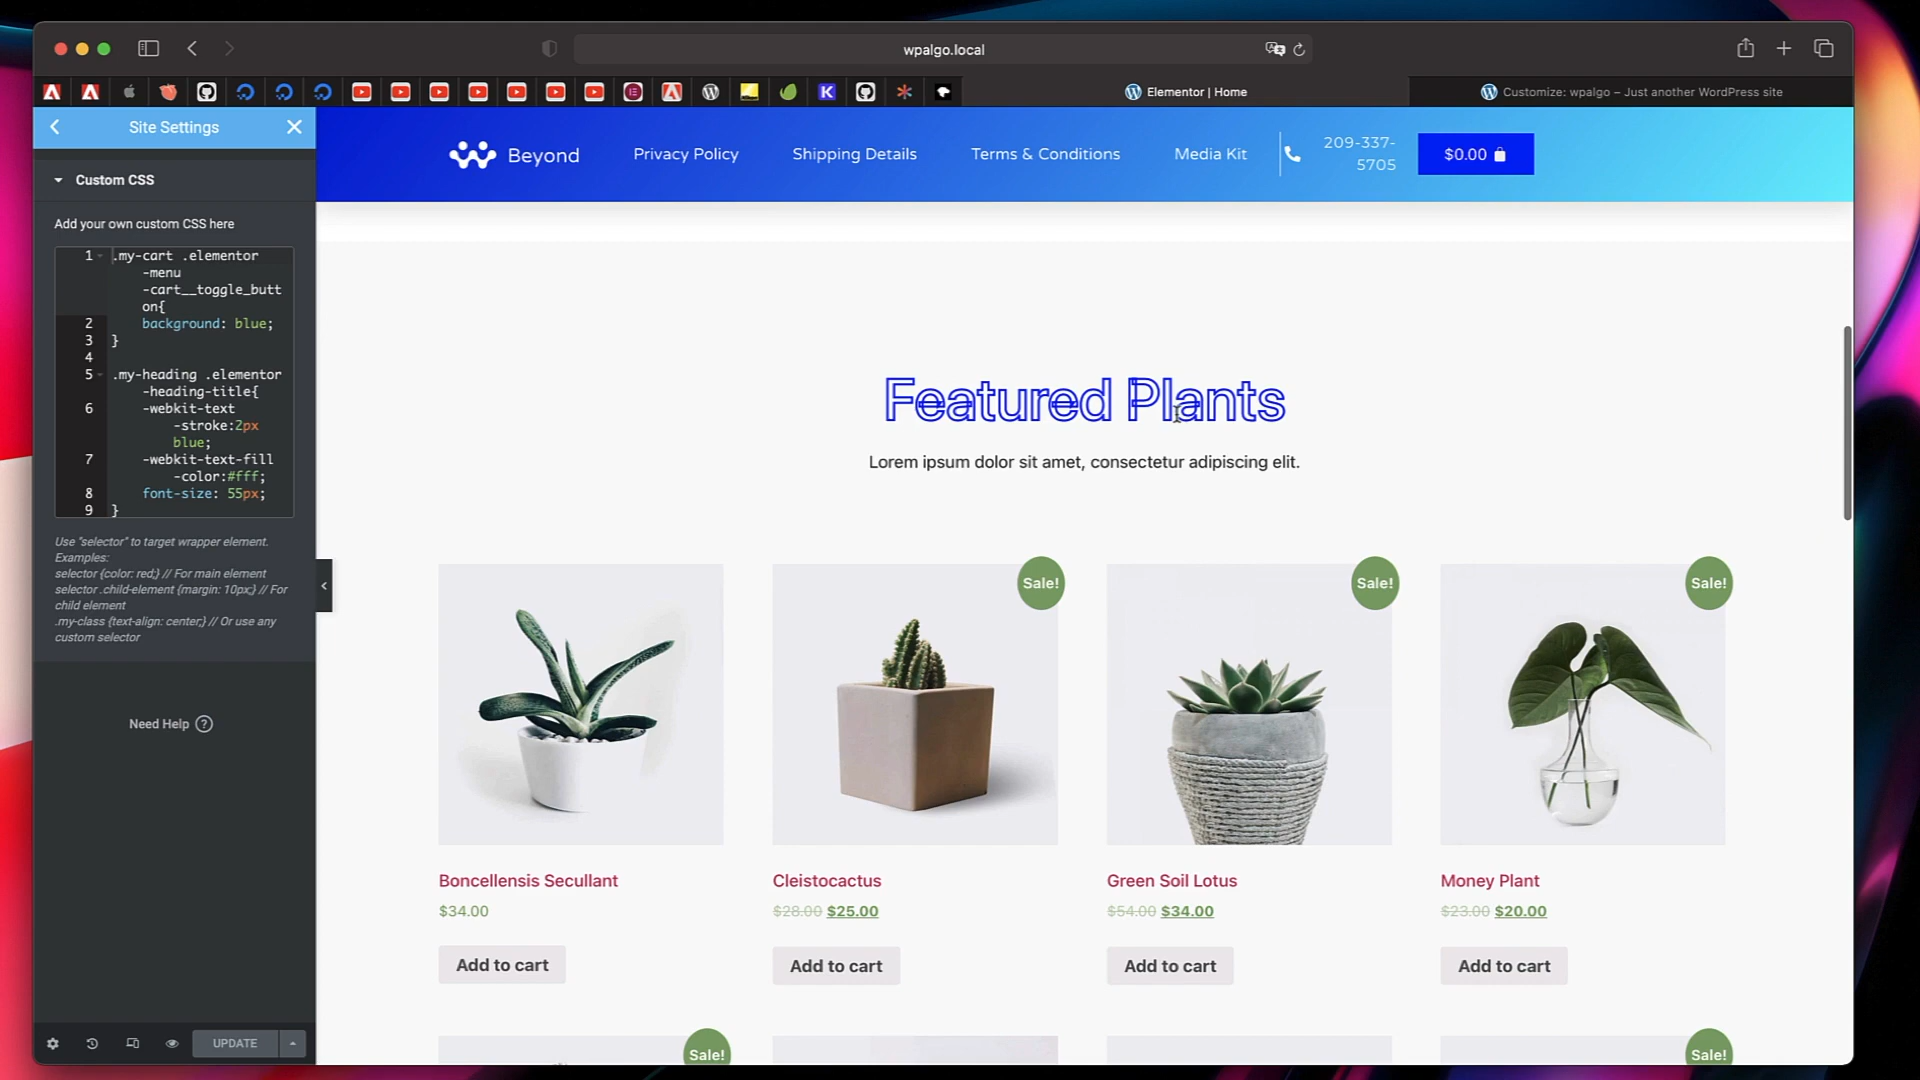 wpalgo.local
Elementor | Home
Customize: wpalgo – Just another WordPress site
Site Settings
Custom CSS
Add your own custom CSS here
1 .my-cart .elementor
-menu
-cart__toggle_butt
on{
2 background: blue;
3 }
4
5 .my-heading .elementor
-heading-title{
6 -webkit-text
-stroke:2px
blue;
7 -webkit-text-fill
-color:#fff;
8 font-size: 55px;
9 }
Use "selector" to target wrapper element.
Examples:
selector {color: red;} // For main element
selector .child-element {margin: 10px;} // For
child element
.my-class {text-align: center;} // Or use any
custom selector
Need Help ?
UPDATE
Beyond
Privacy Policy
Shipping Details
Terms & Conditions
Media Kit
209-337-
5705
$0.00
Featured Plants
Lorem ipsum dolor sit amet, consectetur adipiscing elit.
Sale!
Sale!
Sale!
Boncellensis Secullant
$34.00
Add to cart
Cleistocactus
$28.00 $25.00
Add to cart
Green Soil Lotus
$54.00 $34.00
Add to cart
Money Plant
$23.00 $20.00
Add to cart
Sale!
Sale!